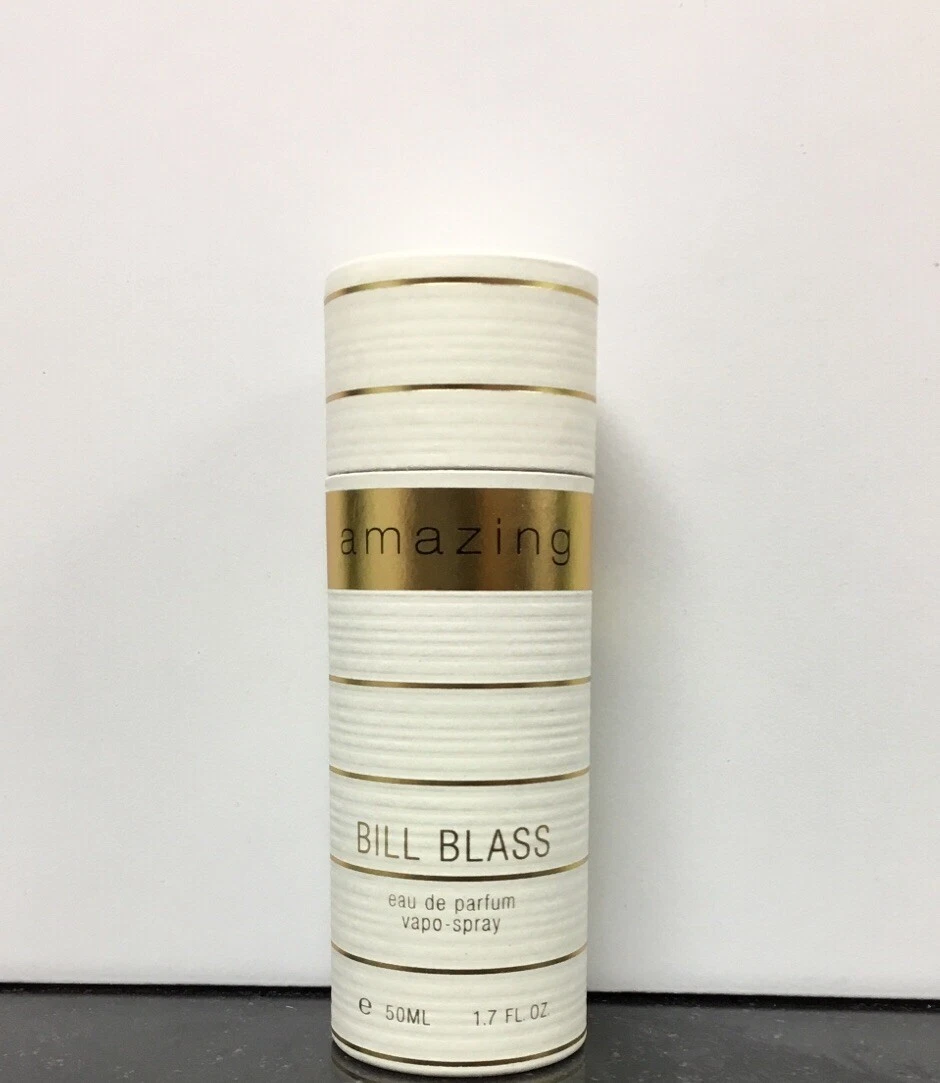 amazing
BILL BLASS
eau de parfum
vapo-spray
℮ 50ML 1.7 FL. OZ.